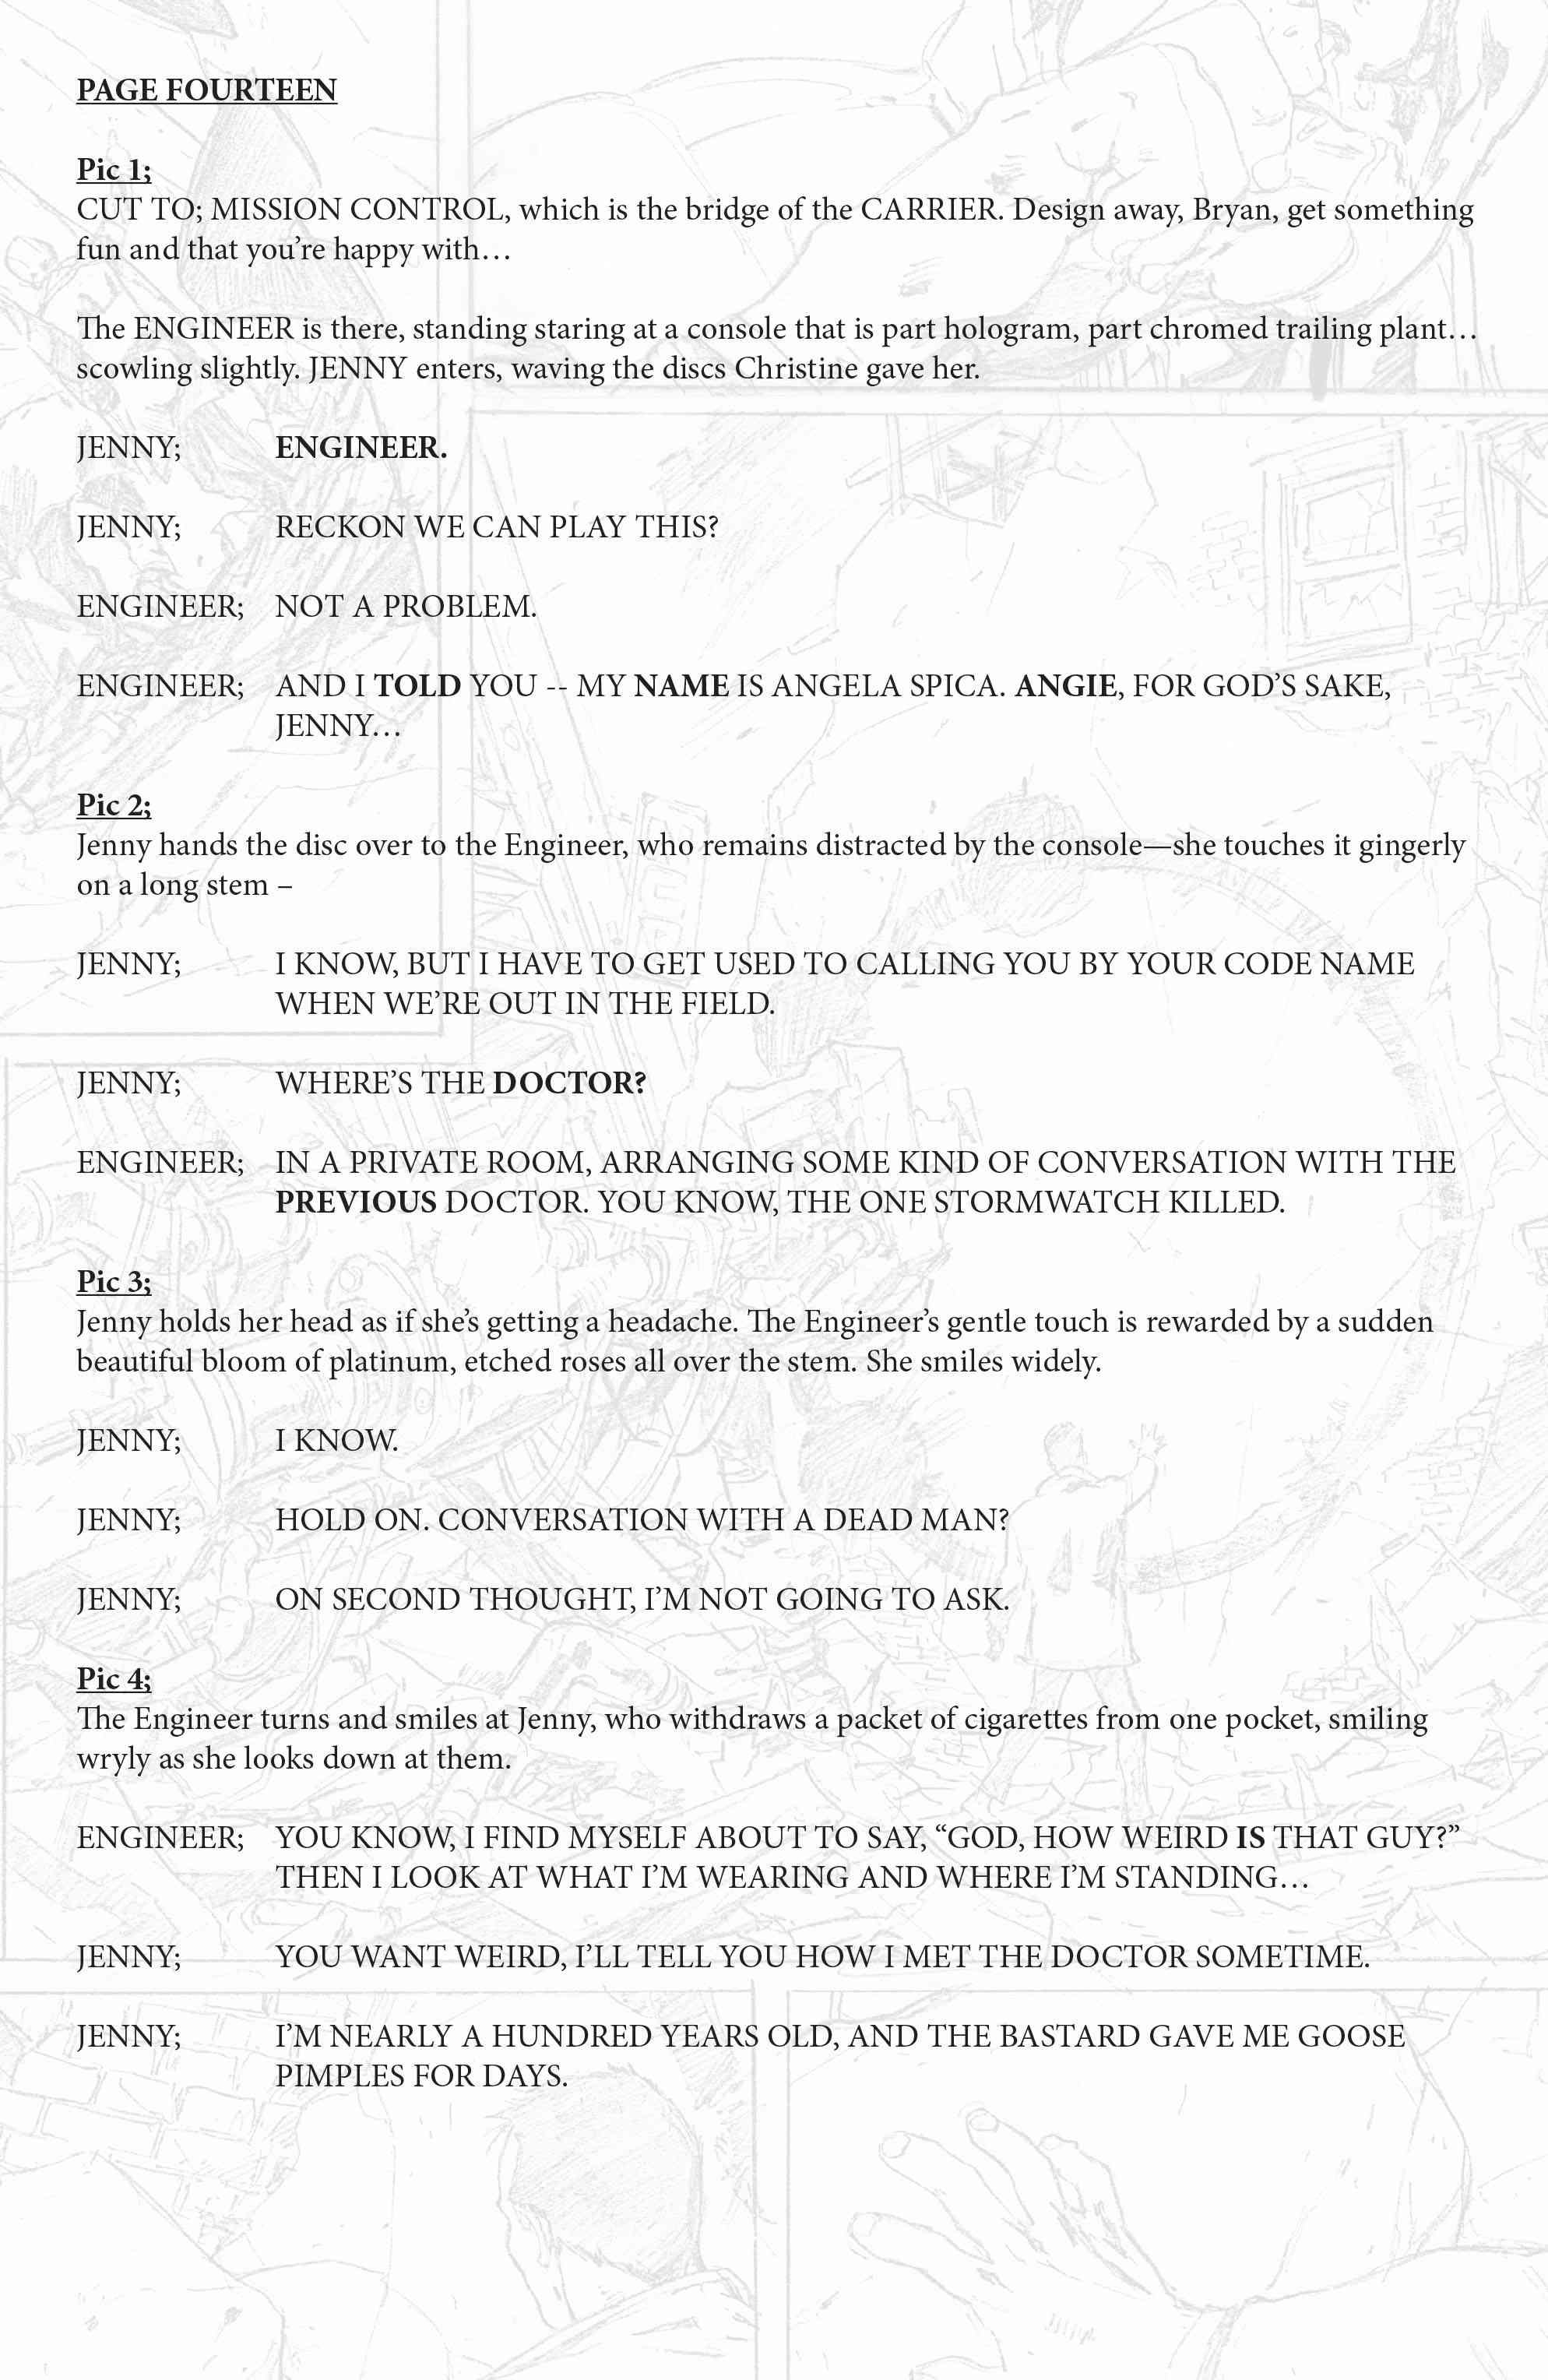 PAGE FOURTEEN
Pic 1;
CUT TO; MISSION CONTROL, which is the bridge of the CARRIER. Design away, Bryan, get something
fun and that you’re happy with…
The ENGINEER is there, standing staring at a console that is part hologram, part chromed trailing plant…
scowling slightly. JENNY enters, waving the discs Christine gave her.
JENNY; ENGINEER.
JENNY; RECKON WE CAN PLAY THIS?
ENGINEER; NOT A PROBLEM.
ENGINEER; AND I TOLD YOU -- MY NAME IS ANGELA SPICA. ANGIE, FOR GOD’S SAKE,
JENNY…
Pic 2;
Jenny hands the disc over to the Engineer, who remains distracted by the console—she touches it gingerly
on a long stem –
JENNY; I KNOW, BUT I HAVE TO GET USED TO CALLING YOU BY YOUR CODE NAME
WHEN WE’RE OUT IN THE FIELD.
JENNY; WHERE’S THE DOCTOR?
ENGINEER; IN A PRIVATE ROOM, ARRANGING SOME KIND OF CONVERSATION WITH THE
PREVIOUS DOCTOR. YOU KNOW, THE ONE STORMWATCH KILLED.
Pic 3;
Jenny holds her head as if she’s getting a headache. The Engineer’s gentle touch is rewarded by a sudden
beautiful bloom of platinum, etched roses all over the stem. She smiles widely.
JENNY; I KNOW.
JENNY; HOLD ON. CONVERSATION WITH A DEAD MAN?
JENNY; ON SECOND THOUGHT, I’M NOT GOING TO ASK.
Pic 4;
The Engineer turns and smiles at Jenny, who withdraws a packet of cigarettes from one pocket, smiling
wryly as she looks down at them.
ENGINEER; YOU KNOW, I FIND MYSELF ABOUT TO SAY, “GOD, HOW WEIRD IS THAT GUY?”
THEN I LOOK AT WHAT I’M WEARING AND WHERE I’M STANDING…
JENNY; YOU WANT WEIRD, I’LL TELL YOU HOW I MET THE DOCTOR SOMETIME.
JENNY; I’M NEARLY A HUNDRED YEARS OLD, AND THE BASTARD GAVE ME GOOSE
PIMPLES FOR DAYS.